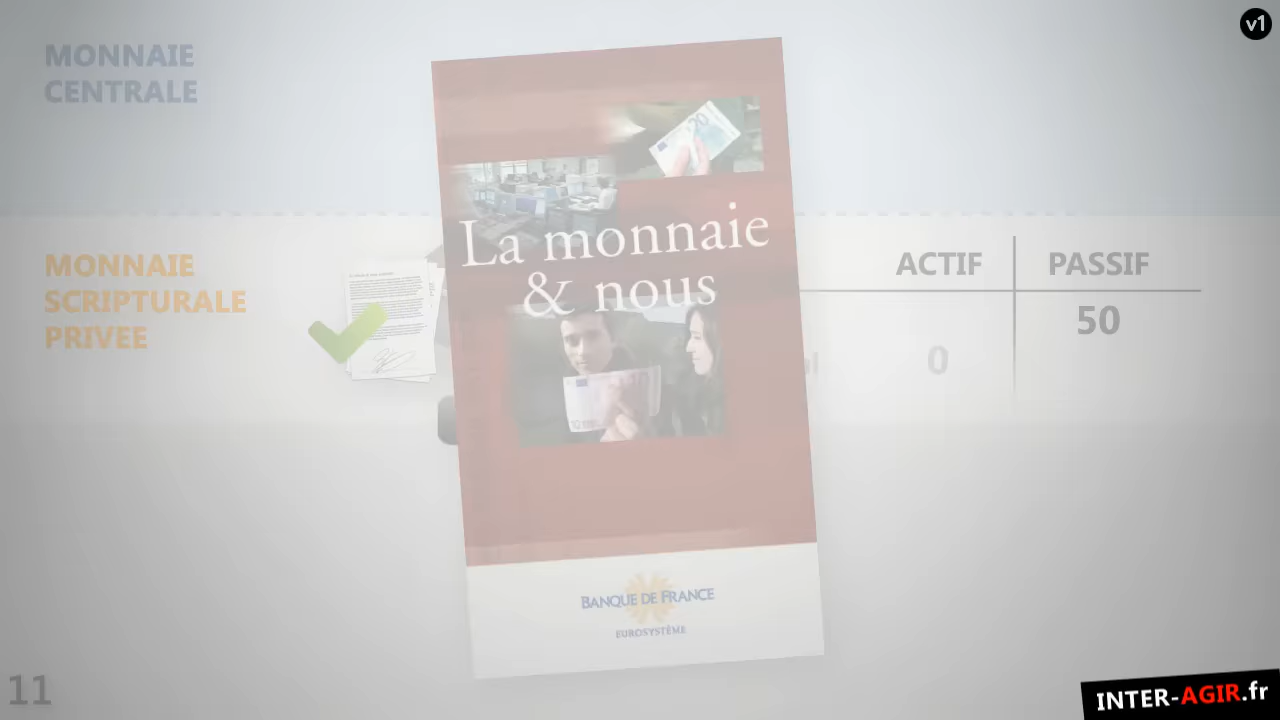 v1
MONNAIE
CENTRALE
La monnaie
& nous
MONNAIE
SCRIPTURALE
PRIVEE
ACTIF
PASSIF
50
0
BANQUE DE FRANCE
EUROSYSTÈME
11
INTER-AGIR.fr